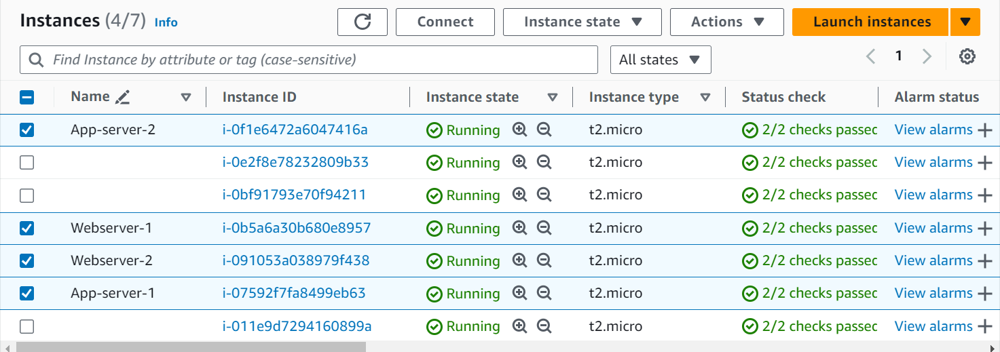 Instances (4/7) Info Connect Instance state Actions Launch instances
Find Instance by attribute or tag (case-sensitive) All states 1
Name Instance ID Instance state Instance type Status check Alarm status
App-server-2 i-0f1e6472a6047416a Running t2.micro 2/2 checks passec View alarms
i-0e2f8e78232809b33 Running t2.micro 2/2 checks passec View alarms
i-0bf91793e70f94211 Running t2.micro 2/2 checks passec View alarms
Webserver-1 i-0b5a6a30b680e8957 Running t2.micro 2/2 checks passec View alarms
Webserver-2 i-091053a038979f438 Running t2.micro 2/2 checks passec View alarms
App-server-1 i-07592f7fa8499eb63 Running t2.micro 2/2 checks passec View alarms
i-011e9d7294160899a Running t2.micro 2/2 checks passec View alarms